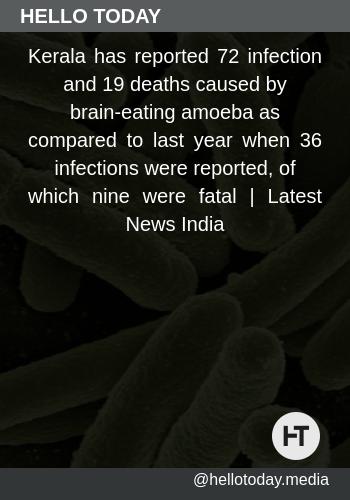 HELLO TODAY
Kerala has reported 72 infection
and 19 deaths caused by
brain-eating amoeba as
compared to last year when 36
infections were reported, of
which nine were fatal | Latest
News India
HT
@hellotoday.media